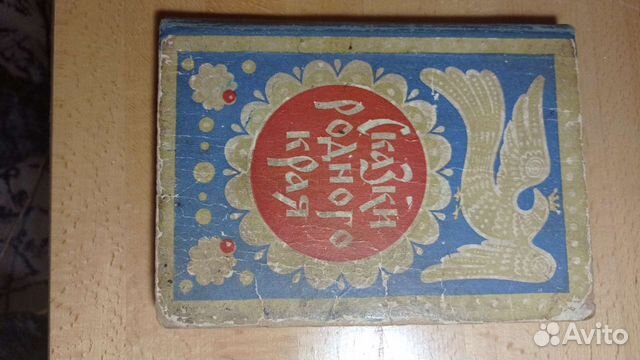 Сказки
родного
края
Avito